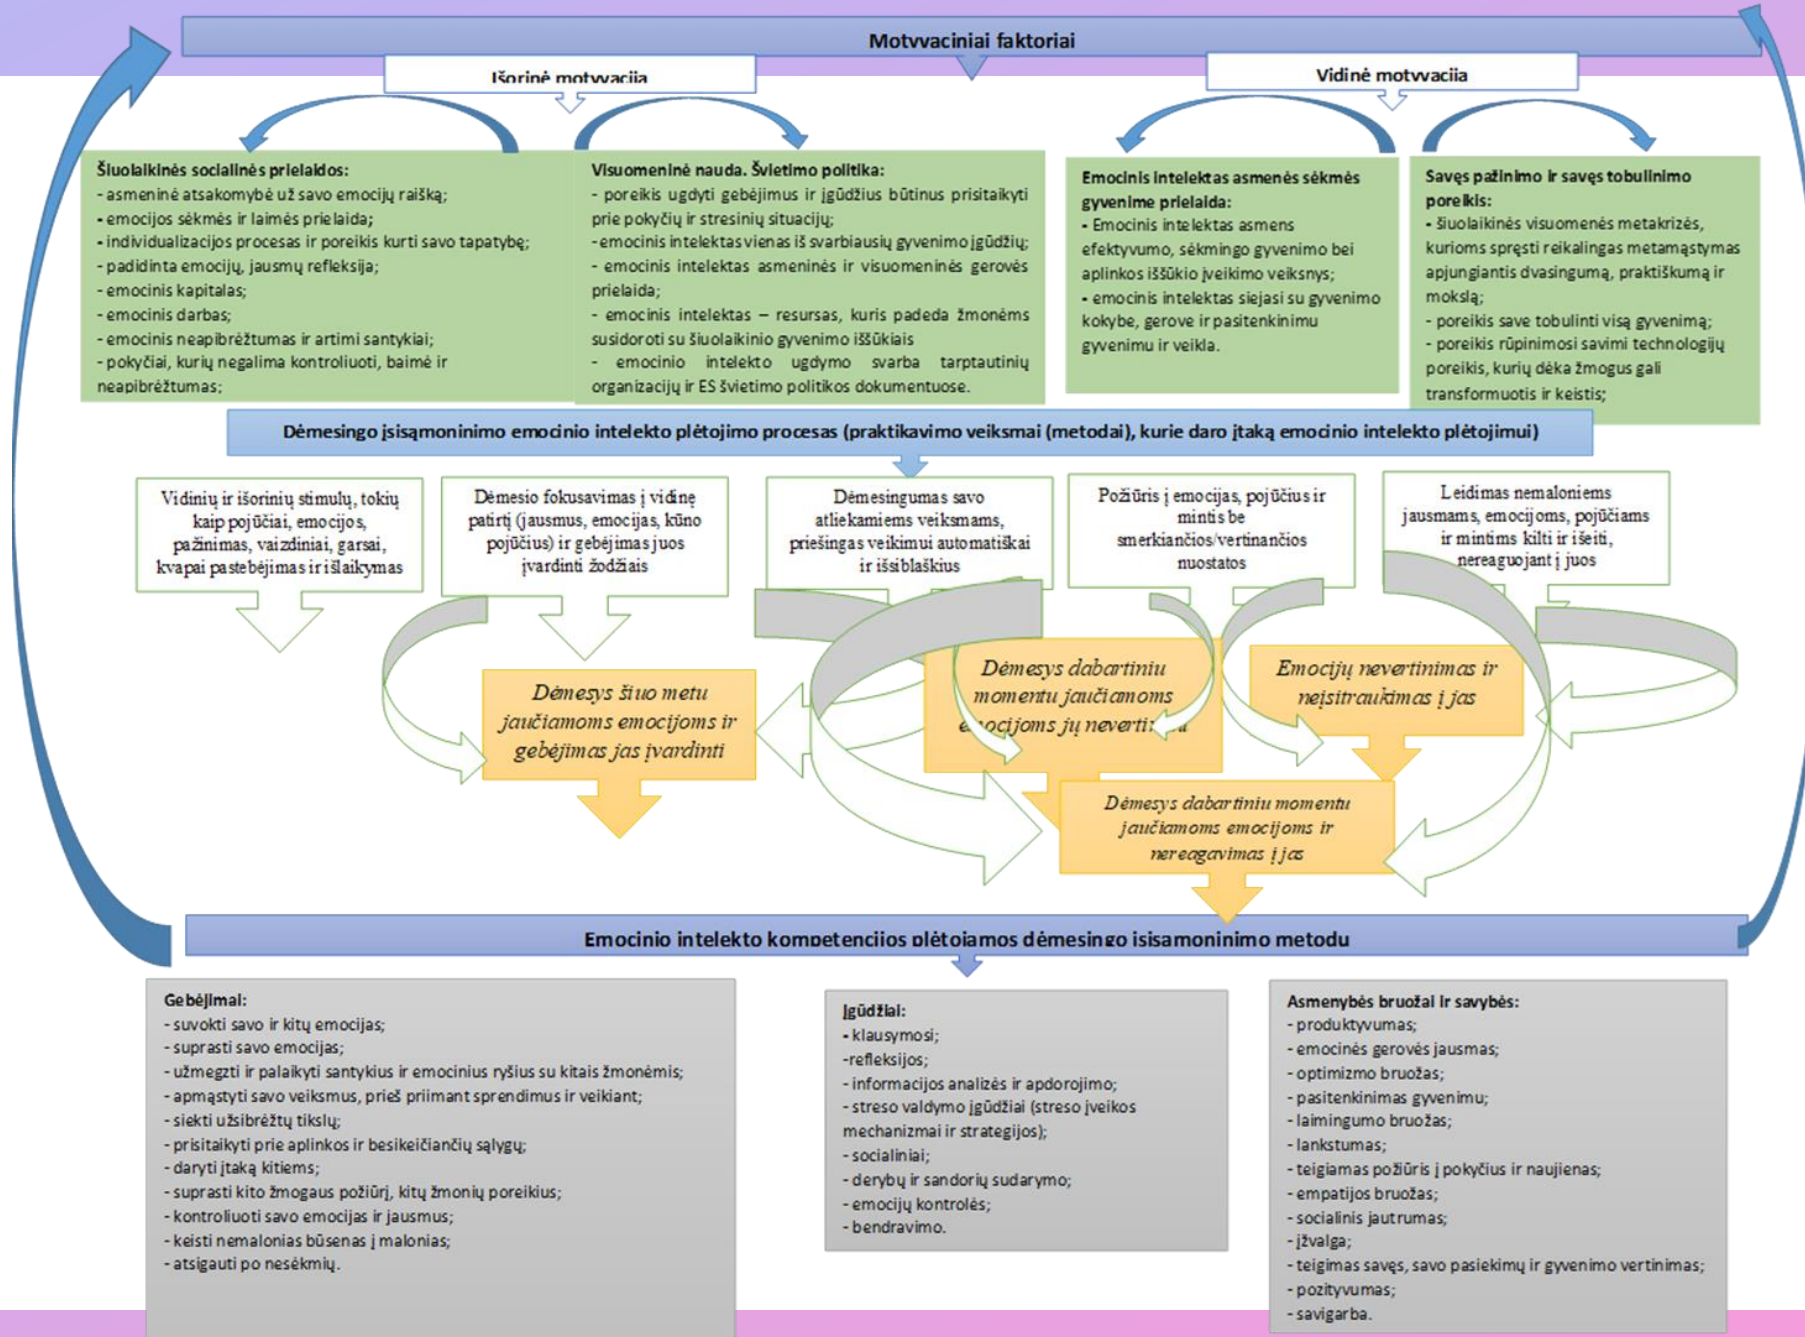 Motyvaciniai faktoriai
Išorinė motyvacija
Vidinė motyvacija
Šiuolaikinės socialinės prielaidos:
- asmeninė atsakomybė už savo emocijų raišką;
- emocijos sėkmės ir laimės prielaida;
- individualizacijos procesas ir poreikis kurti savo tapatybę;
- padidinta emocijų, jausmų refleksija;
- emocinis kapitalas;
- emocinis darbas;
- emocinis neapibrėžtumas ir artimi santykiai;
- pokyčiai, kurių negalima kontroliuoti, baimė ir
neapibrėžtumas;
Visuomeninė nauda. Švietimo politika:
- poreikis ugdyti gebėjimus ir įgūdžius būtinus prisitaikyti
prie pokyčių ir stresinių situacijų;
-emocinis intelektas vienas iš svarbiausių gyvenimo įgūdžių;
- emocinis intelektas asmeninės ir visuomeninės gerovės
prielaida;
- emocinis intelektas – resursas, kuris padeda žmonėms
susidoroti su šiuolaikinio gyvenimo iššūkiais
- emocinio intelekto ugdymo svarba tarptautinių
organizacijų ir ES švietimo politikos dokumentuose.
Emocinis intelektas asmenės sėkmės
gyvenime prielaida:
- Emocinis intelektas asmens
efektyvumo, sėkmingo gyvenimo bei
aplinkos iššūkio įveikimo veiksnys;
- emocinis intelektas siejasi su gyvenimo
kokybe, gerove ir pasitenkinimu
gyvenimu ir veikla.
Savęs pažinimo ir savęs tobulinimo
poreikis:
- šiuolaikinės visuomenės metakrizės,
kurioms spręsti reikalingas metamąstymas
apjungiantis dvasingumą, praktiškumą ir
mokslą;
- poreikis save tobulinti visą gyvenimą;
- poreikis rūpinimosi savimi technologijų
poreikis, kurių dėka žmogus gali
transformuotis ir keistis;
Dėmesingo įsisąmoninimo emocinio intelekto plėtojimo procesas (praktikavimo veiksmai (metodai), kurie daro įtaką emocinio intelekto plėtojimui)
Vidinių ir išorinių stimulų, tokių
kaip pojūčiai, emocijos,
pažinimas, vaizdiniai, garsai,
kvapai pastebėjimas ir išlaikymas
Dėmesio fokusavimas į vidinę
patirtį (jausmus, emocijas, kūno
pojūčius) ir gebėjimas juos
įvardinti žodžiais
Dėmesingumas savo
atliekamiems veiksmams,
priešingas veikimui automatiškai
ir išsiblaškius
Požiūris į emocijas, pojūčius ir
mintis be
smerkiančios/vertinančios
nuostatos
Leidimas nemaloniems
jausmams, emocijoms, pojūčiams
ir mintims kilti ir išeiti,
nereaguojant į juos
Dėmesys šiuo metu
jaučiamoms emocijoms ir
gebėjimas jas įvardinti
Dėmesys dabartiniu
momentu jaučiamoms
emocijoms jų
Emocijų nevertinimas ir
neįsitraukimas į jas
Dėmesys dabartiniu momentu
jaučiamoms emocijoms ir
nereagavimas į jas
Emocinio intelekto kompetencijos plėtojamos dėmesingo įsisąmoninimo metodu
Gebėjimai:
- suvokti savo ir kitų emocijas;
- suprasti savo emocijas;
- užmegzti ir palaikyti santykius ir emocinius ryšius su kitais žmonėmis;
- apmąstyti savo veiksmus, prieš priimant sprendimus ir veikiant;
- siekti užsibrėžtų tikslų;
- prisitaikyti prie aplinkos ir besikeičiančių sąlygų;
- daryti įtaką kitiems;
- suprasti kito žmogaus požiūrį, kitų žmonių poreikius;
- kontroliuoti savo emocijas ir jausmus;
- keisti nemalonias būsenas į malonias;
- atsigauti po nesėkmių.
Įgūdžiai:
- klausymosi;
-refleksijos;
- informacijos analizės ir apdorojimo;
- streso valdymo įgūdžiai (streso įveikos
mechanizmai ir strategijos);
- socialiniai;
- derybų ir sandorių sudarymo;
- emocijų kontrolės;
- bendravimo.
Asmenybės bruožai ir savybės:
- produktyvumas;
- emocinės gerovės jausmas;
- optimizmo bruožas;
- pasitenkinimas gyvenimu;
- laimingumo bruožas;
- lankstumas;
- teigiamas požiūris į pokyčius ir naujienas;
- empatijos bruožas;
- socialinis jautrumas;
- įžvalga;
- teigimas savęs, savo pasiekimų ir gyvenimo vertinimas;
- pozityvumas;
- savigarba.